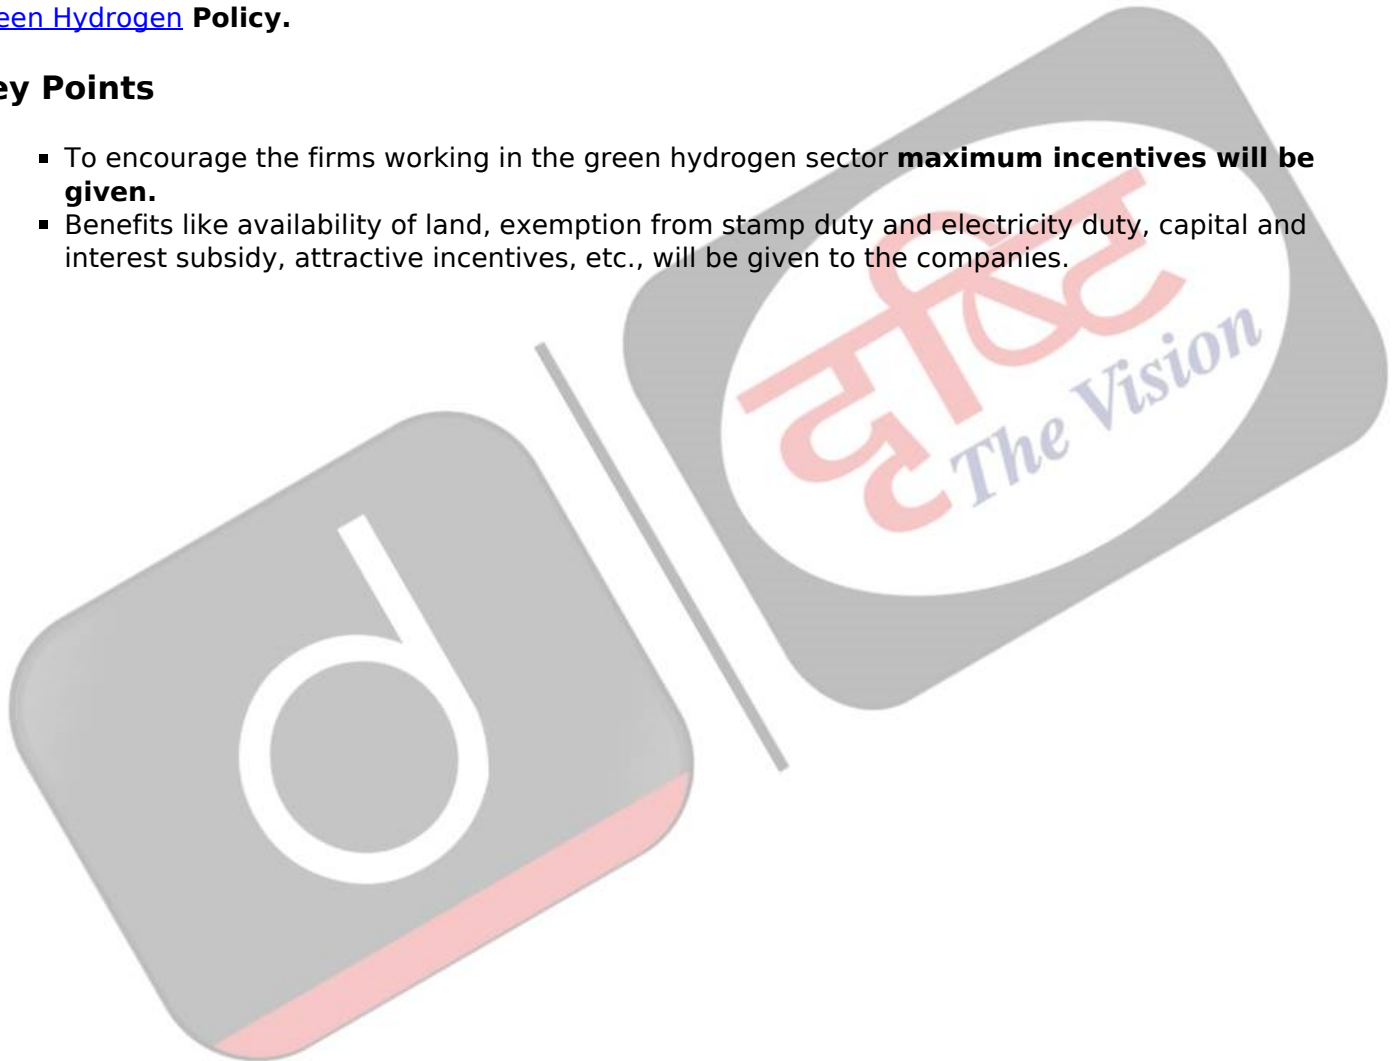 een Hydrogen Policy.
ey Points
▪ To encourage the firms working in the green hydrogen sector maximum incentives will be
given.
▪ Benefits like availability of land, exemption from stamp duty and electricity duty, capital and
interest subsidy, attractive incentives, etc., will be given to the companies.
दृष्टि
The Vision
d